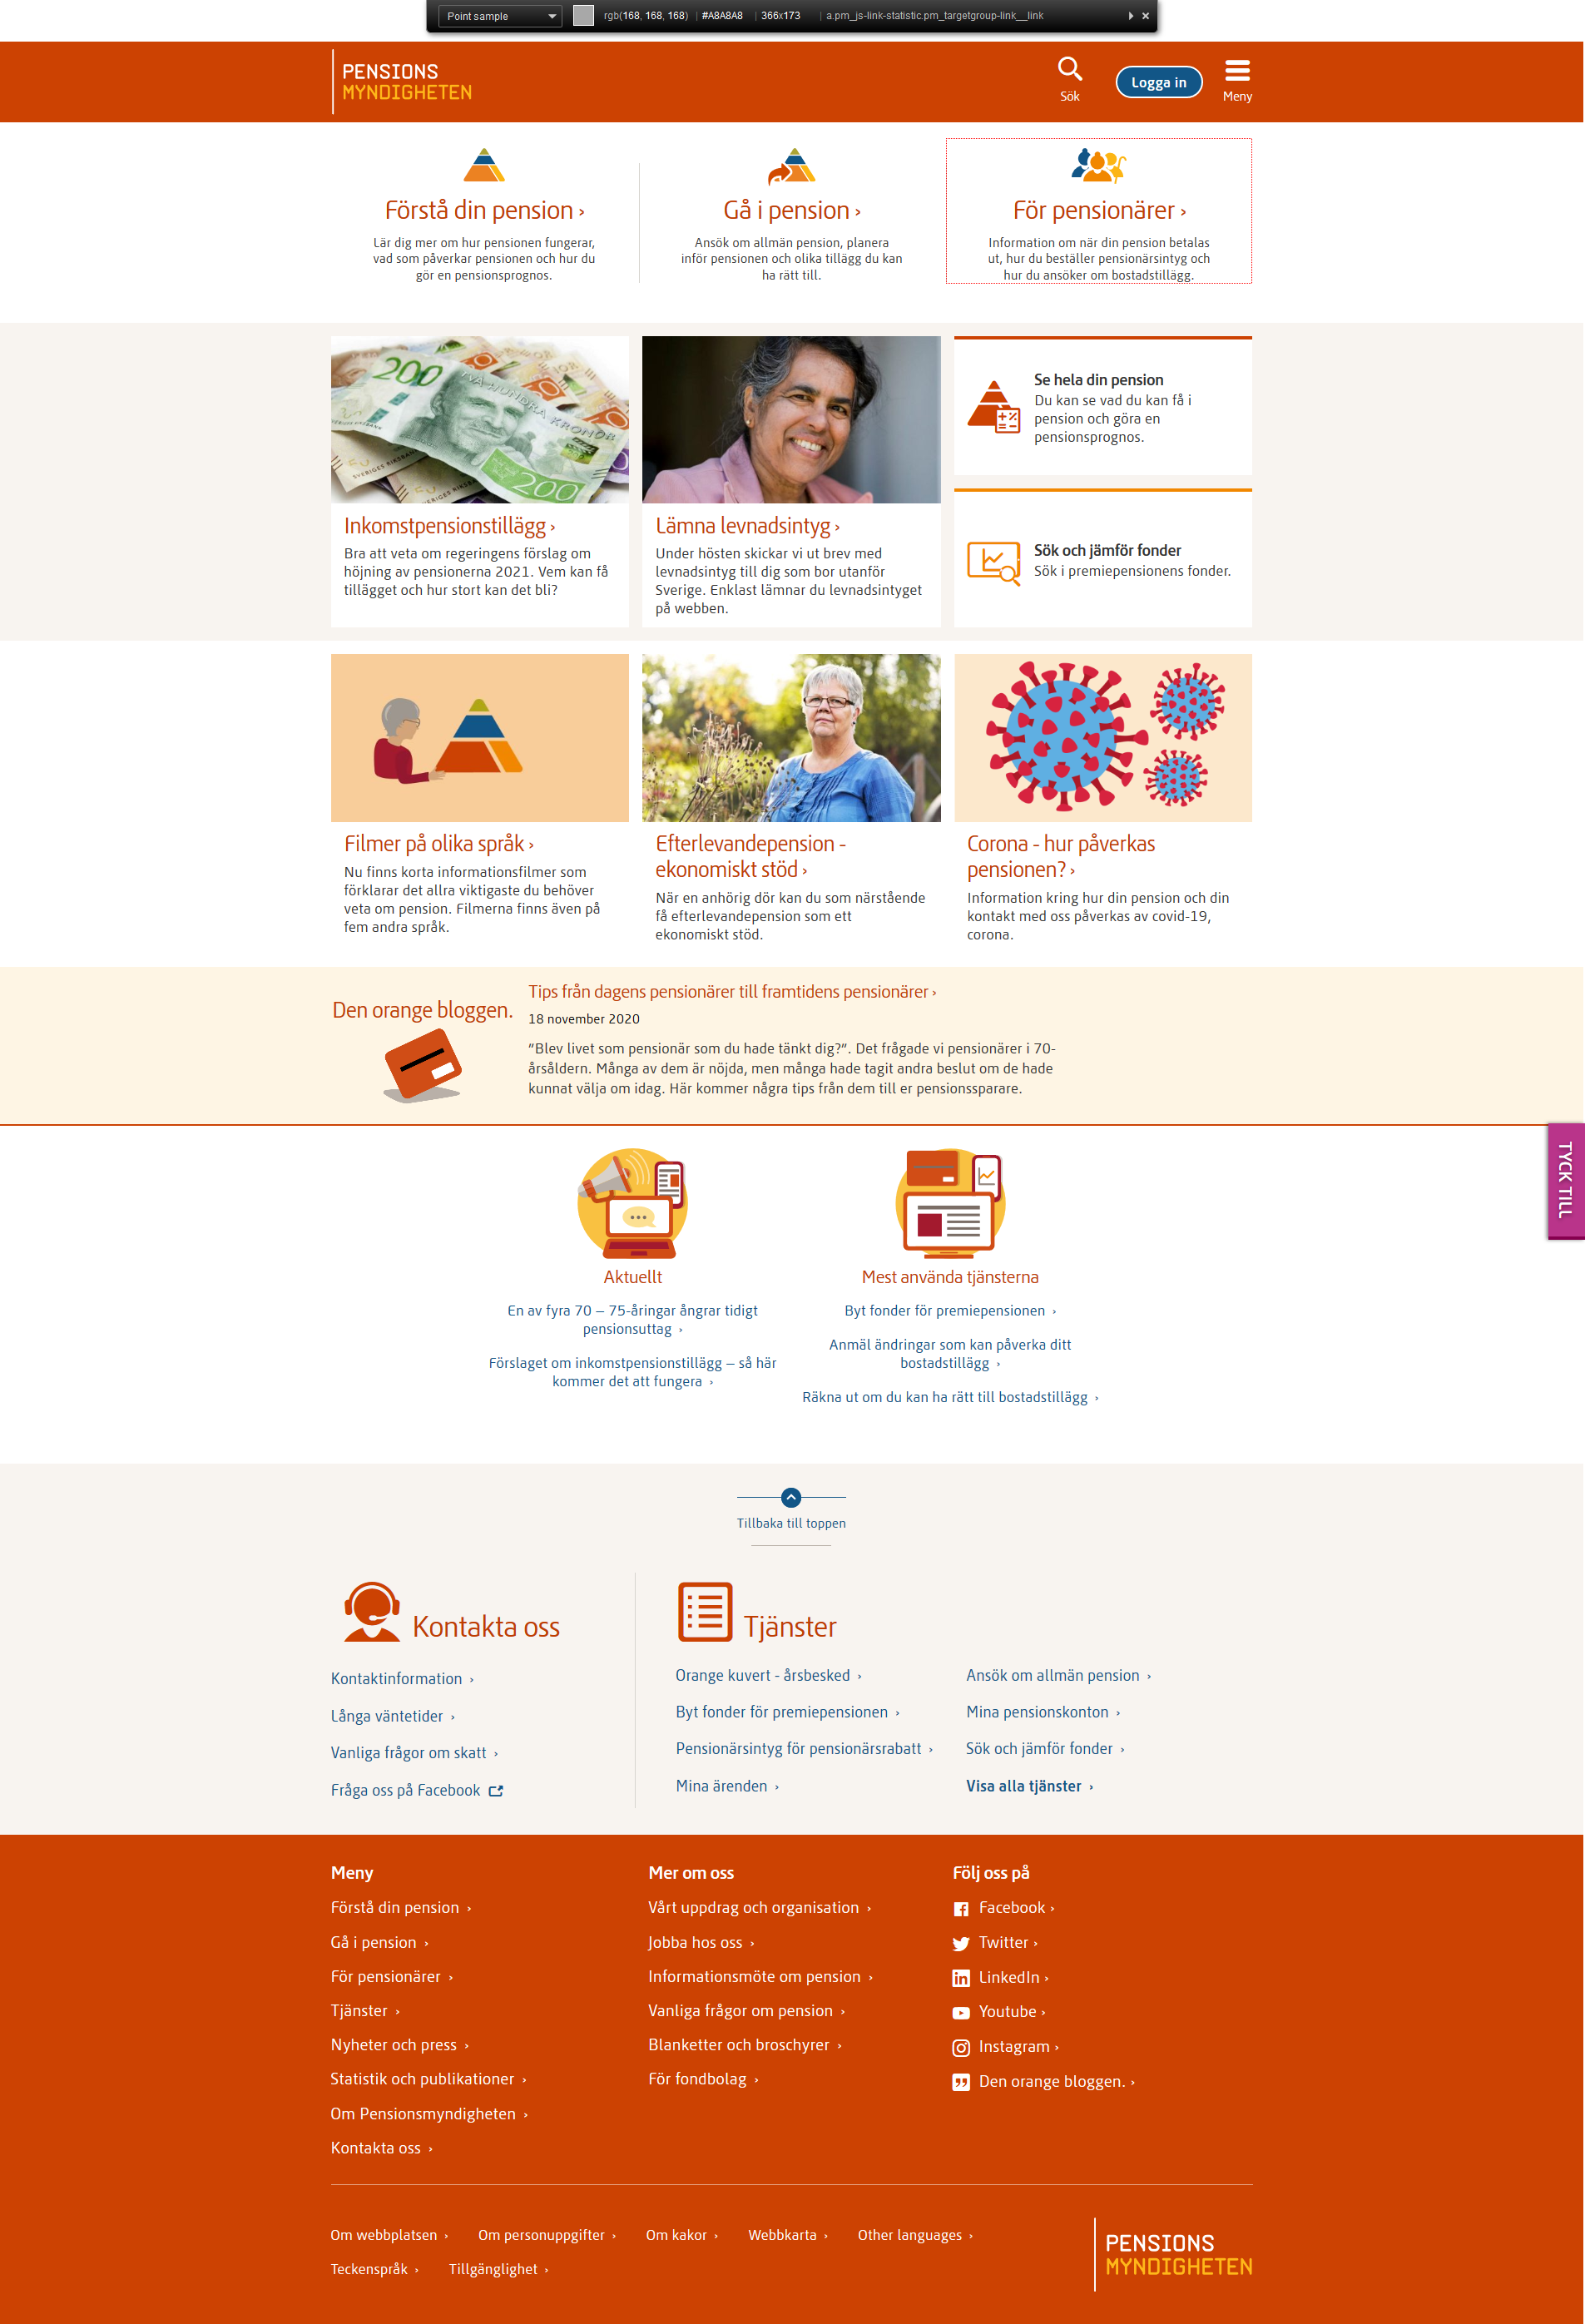 Point sample
rgb(168, 168, 168) | #A8A8A8 | 366x173 | a.pm_js-link-statistic.pm_targetgroup-link__link
PENSIONS
MYNDIGHETEN
Sök
Logga in
Meny
Förstå din pension ›
Lär dig mer om hur pensionen fungerar,
vad som påverkar pensionen och hur du
gör en pensionsprognos.
Gå i pension ›
Ansök om allmän pension, planera
inför pensionen och olika tillägg du kan
ha rätt till.
För pensionärer ›
Information om när din pension betalas
ut, hur du beställer pensionärsintyg och
hur du ansöker om bostadstillägg.
200
TVÅ HUNDRA KRONOR
200
Inkomstpensionstillägg ›
Bra att veta om regeringens förslag om
höjning av pensionerna 2021. Vem kan få
tillägget och hur stort kan det bli?
Lämna levnadsintyg ›
Under hösten skickar vi ut brev med
levnadsintyg till dig som bor utanför
Sverige. Enklast lämnar du levnadsintyget
på webben.
Se hela din pension
Du kan se vad du kan få i
pension och göra en
pensionsprognos.
Sök och jämför fonder
Sök i premiepensionens fonder.
Filmer på olika språk ›
Nu finns korta informationsfilmer som
förklarar det allra viktigaste du behöver
veta om pension. Filmerna finns även på
fem andra språk.
Efterlevandepension -
ekonomiskt stöd ›
När en anhörig dör kan du som närstående
få efterlevandepension som ett
ekonomiskt stöd.
Corona - hur påverkas
pensionen? ›
Information kring hur din pension och din
kontakt med oss påverkas av covid-19,
corona.
Den orange bloggen.
Tips från dagens pensionärer till framtidens pensionärer ›
18 november 2020
”Blev livet som pensionär som du hade tänkt dig?”. Det frågade vi pensionärer i 70-
årsåldern. Många av dem är nöjda, men många hade tagit andra beslut om de hade
kunnat välja om idag. Här kommer några tips från dem till er pensionssparare.
TYCK TILL
Aktuellt
En av fyra 70 – 75-åringar ångrar tidigt
pensionsuttag ›
Förslaget om inkomstpensionstillägg – så här
kommer det att fungera ›
Mest använda tjänsterna
Byt fonder för premiepensionen ›
Anmäl ändringar som kan påverka ditt
bostadstillägg ›
Räkna ut om du kan ha rätt till bostadstillägg ›
Tillbaka till toppen
Kontakta oss
Kontaktinformation ›
Långa väntetider ›
Vanliga frågor om skatt ›
Fråga oss på Facebook
Tjänster
Orange kuvert - årsbesked ›
Byt fonder för premiepensionen ›
Pensionärsintyg för pensionärsrabatt ›
Mina ärenden ›
Ansök om allmän pension ›
Mina pensionskonton ›
Sök och jämför fonder ›
Visa alla tjänster ›
Meny
Förstå din pension ›
Gå i pension ›
För pensionärer ›
Tjänster ›
Nyheter och press ›
Statistik och publikationer ›
Om Pensionsmyndigheten ›
Kontakta oss ›
Mer om oss
Vårt uppdrag och organisation ›
Jobba hos oss ›
Informationsmöte om pension ›
Vanliga frågor om pension ›
Blanketter och broschyrer ›
För fondbolag ›
Följ oss på
Facebook ›
Twitter ›
LinkedIn ›
Youtube ›
Instagram ›
Den orange bloggen. ›
Om webbplatsen › Om personuppgifter › Om kakor › Webbkarta › Other languages ›
Teckenspråk › Tillgänglighet ›
PENSIONS
MYNDIGHETEN